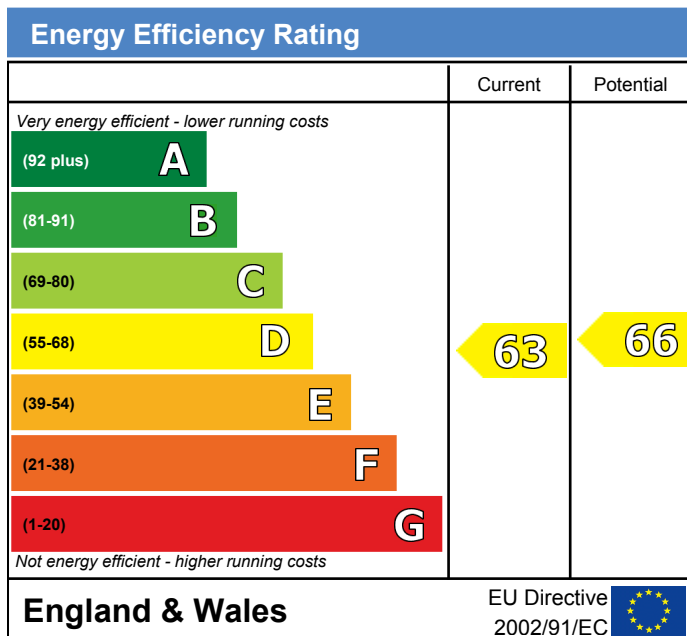 Energy Efficiency Rating
Current Potential
Very energy efficient - lower running costs
(92 plus) A
(81-91) B
(69-80) C
(55-68) D
63 66
(39-54) E
(21-38) F
(1-20) G
Not energy efficient - higher running costs
England & Wales
EU Directive
2002/91/EC